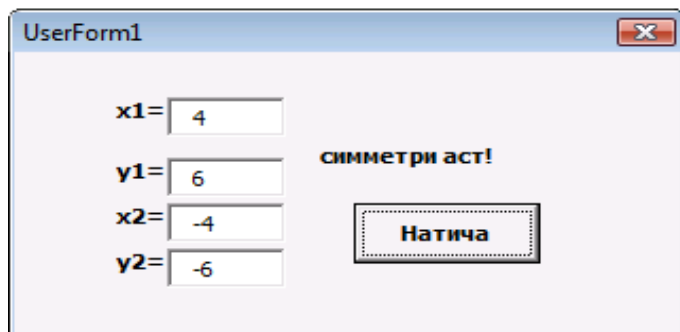 UserForm1
x1= 4
симметри аст!
y1= 6
x2= -4
Натича
y2= -6